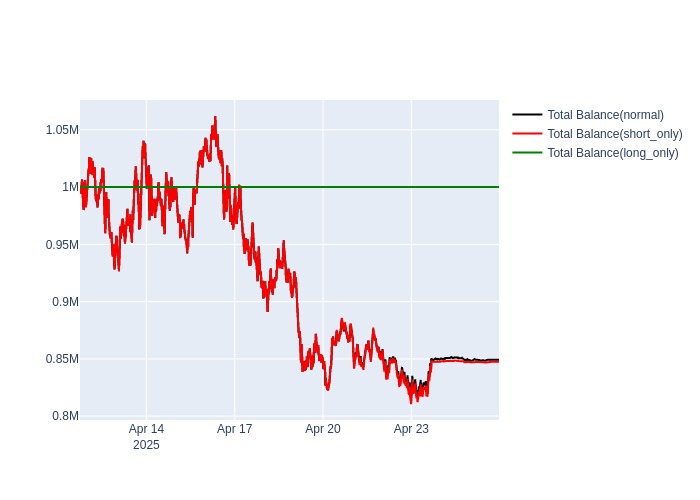 1.05M
1M
0.95M
0.9M
0.85M
0.8M
Apr 14
2025
Apr 17
Apr 20
Apr 23
Total Balance(normal)
Total Balance(short_only)
Total Balance(long_only)